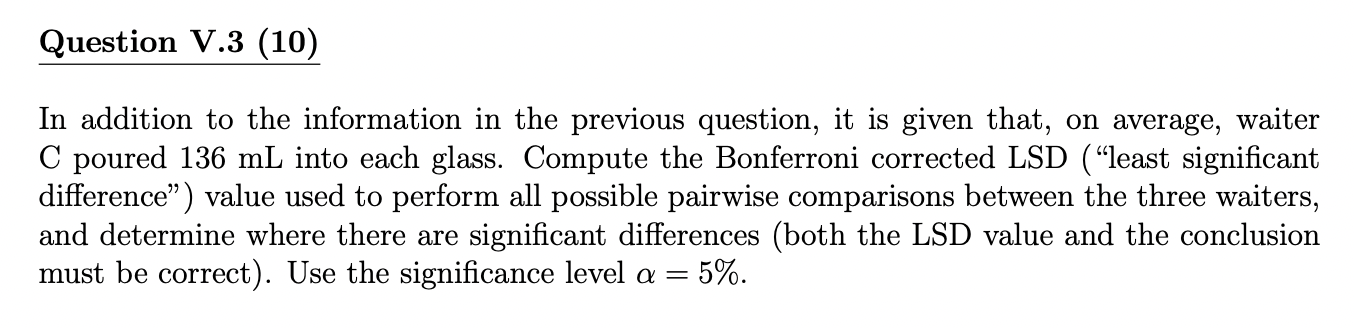 Question V.3 (10)
In addition to the information in the previous question, it is given that, on average, waiter
C poured 136 mL into each glass. Compute the Bonferroni corrected LSD (“least significant
difference”) value used to perform all possible pairwise comparisons between the three waiters,
and determine where there are significant differences (both the LSD value and the conclusion
must be correct). Use the significance level α = 5%.